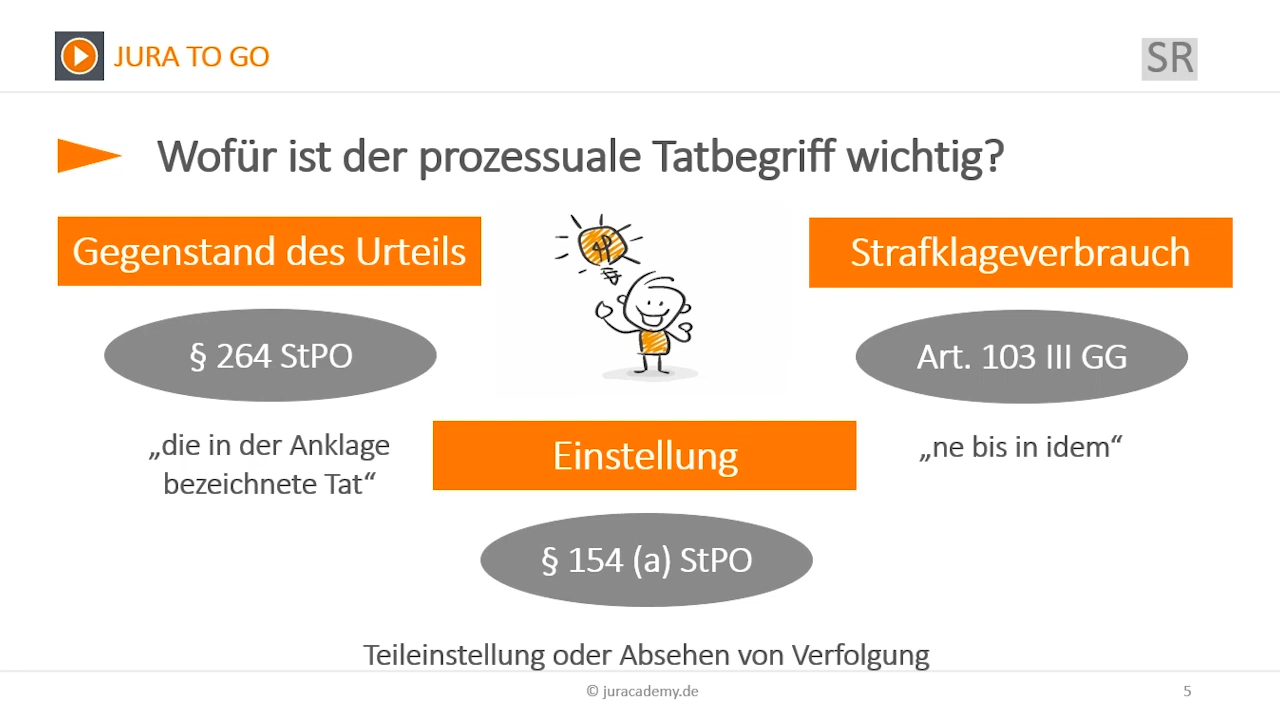 JURA TO GO
SR
Wofür ist der prozessuale Tatbegriff wichtig?
Gegenstand des Urteils
§ 264 StPO
„die in der Anklage
bezeichnete Tat“
Strafklageverbrauch
Art. 103 III GG
„ne bis in idem“
Einstellung
§ 154 (a) StPO
Teileinstellung oder Absehen von Verfolgung
© juracademy.de
5